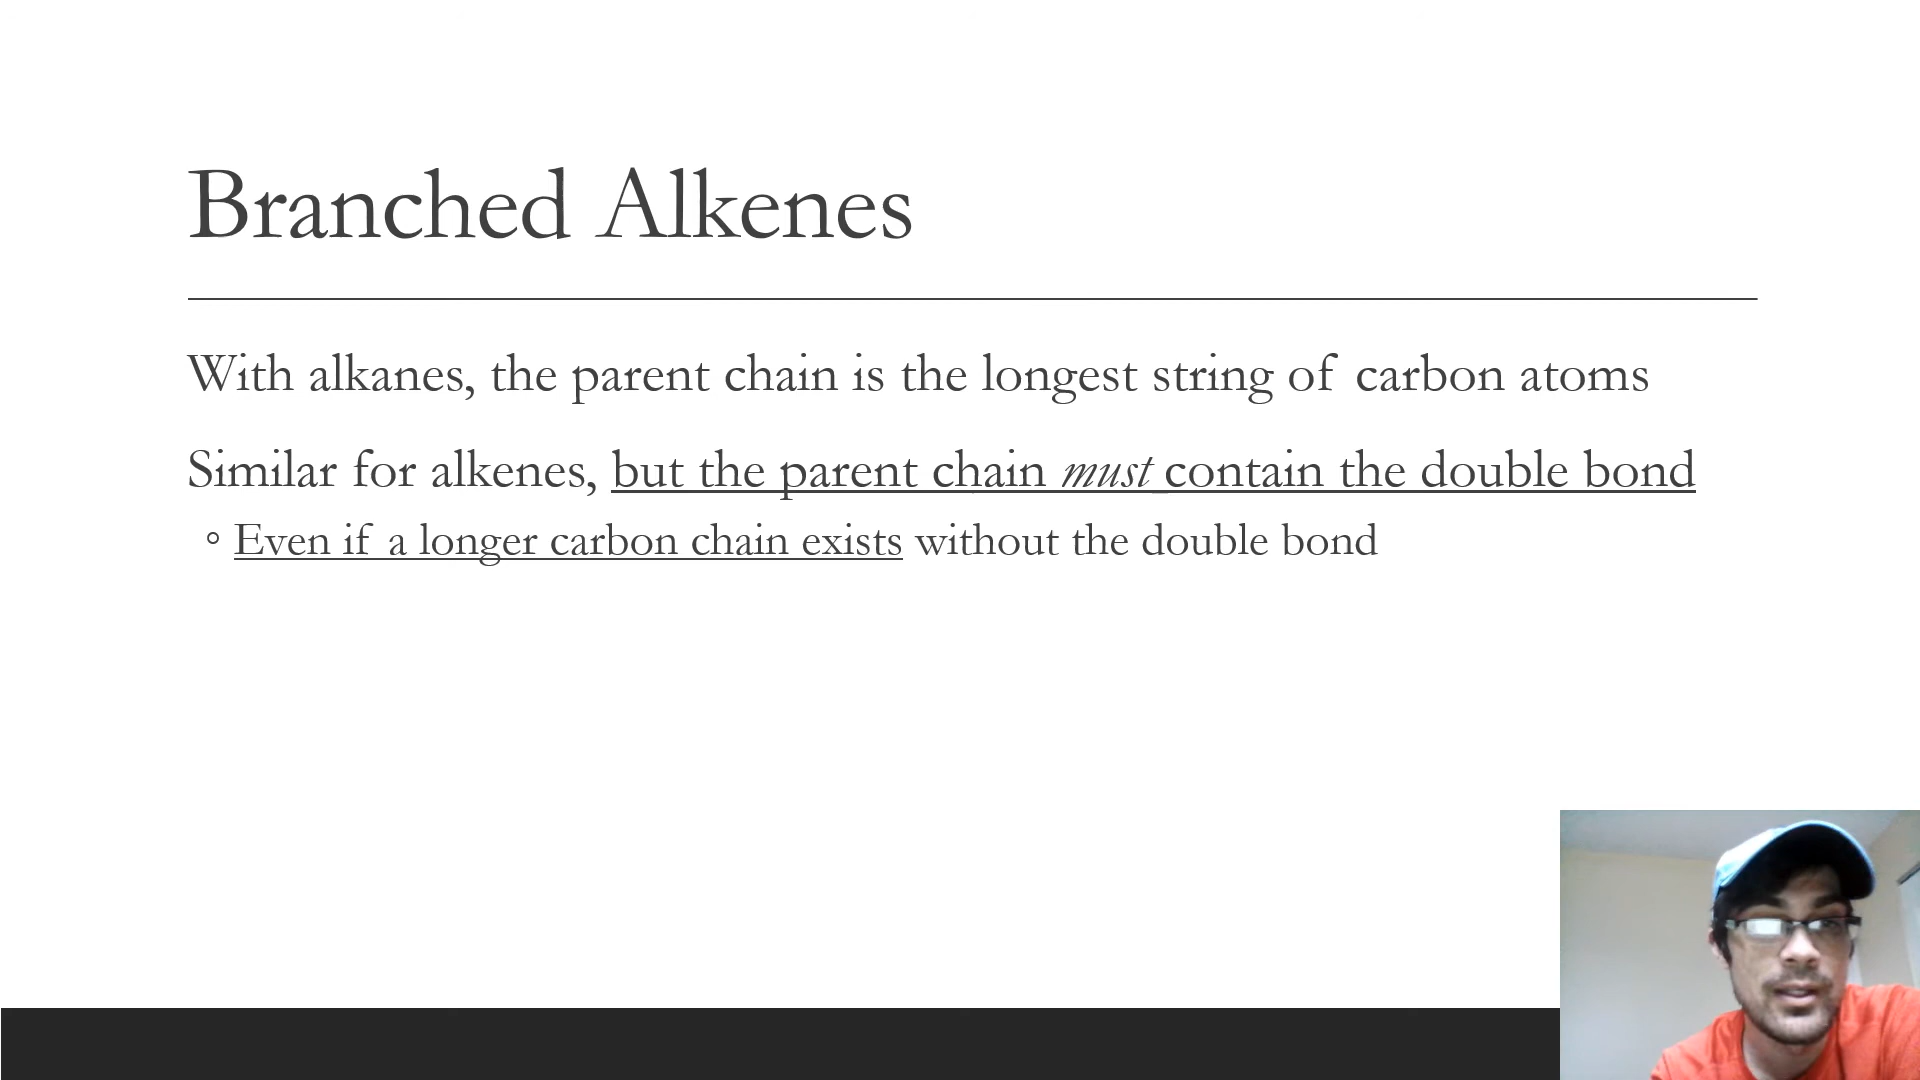 Branched Alkenes
With alkanes, the parent chain is the longest string of carbon atoms
Similar for alkenes, but the parent chain must contain the double bond
◦ Even if a longer carbon chain exists without the double bond